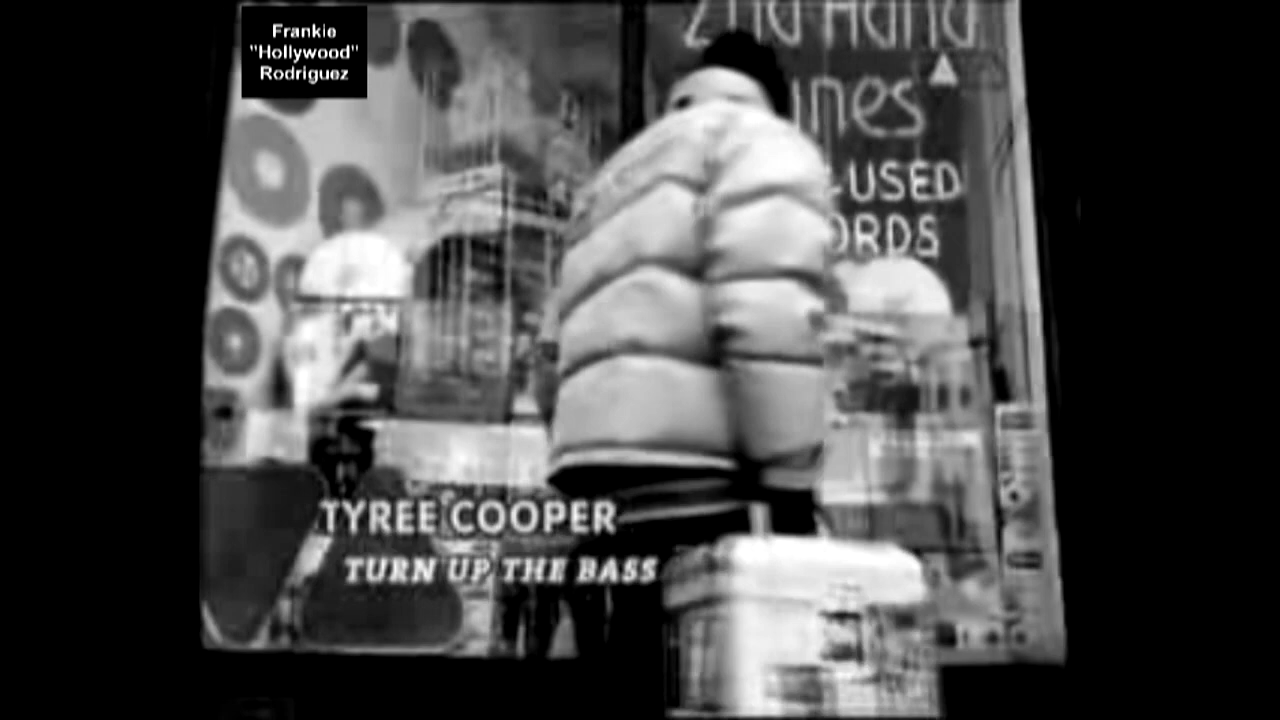 Frankie
"Hollywood"
Rodriguez
2nd Hand
unes
-USED
ORDS
TYREE COOPER
TURN UP THE BASS